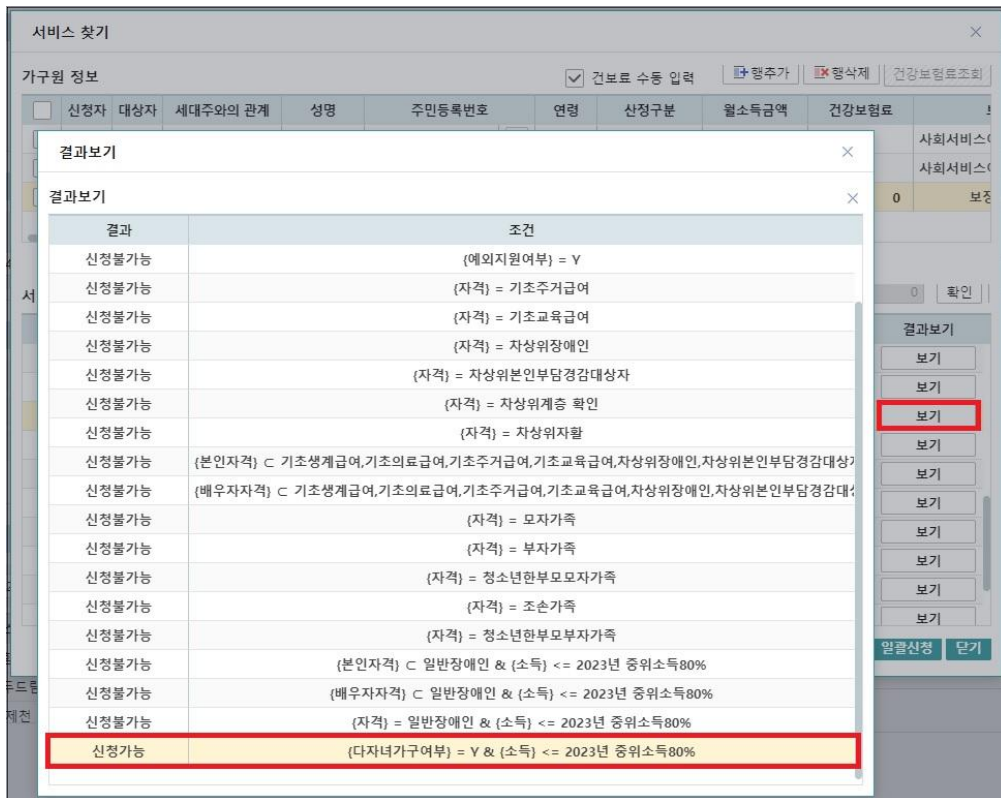 서비스 찾기
가구원 정보
건보료 수동 입력 행추가 행삭제 건강보험료조회
신청자 대상자 세대주와의 관계 성명 주민등록번호 연령 산정구분 월소득금액 건강보험료
사회서비스
사회서비스
0 보장
결과보기
결과보기
결과 조건
신청불가능 {예외지원여부} = Y
신청불가능 {자격} = 기초주거급여
신청불가능 {자격} = 기초교육급여
신청불가능 {자격} = 차상위장애인
신청불가능 {자격} = 차상위본인부담경감대상자
신청불가능 {자격} = 차상위계층 확인
신청불가능 {자격} = 차상위자활
신청불가능 {본인자격} ⊂ 기초생계급여,기초의료급여,기초주거급여,기초교육급여,차상위장애인,차상위본인부담경감대상
신청불가능 {배우자자격} ⊂ 기초생계급여,기초의료급여,기초주거급여,기초교육급여,차상위장애인,차상위본인부담경감대
신청불가능 {자격} = 모자가족
신청불가능 {자격} = 부자가족
신청불가능 {자격} = 청소년한부모모자가족
신청불가능 {자격} = 조손가족
신청불가능 {자격} = 청소년한부모부자가족
신청불가능 {본인자격} ⊂ 일반장애인 & {소득} <= 2023년 중위소득80%
신청불가능 {배우자자격} ⊂ 일반장애인 & {소득} <= 2023년 중위소득80%
신청불가능 {자격} = 일반장애인 & {소득} <= 2023년 중위소득80%
신청가능 {다자녀가구여부} = Y & {소득} <= 2023년 중위소득80%
서
0 확인
결과보기
보기
보기
보기
보기
보기
보기
보기
보기
보기
보기
일괄신청 닫기
두드림
제천